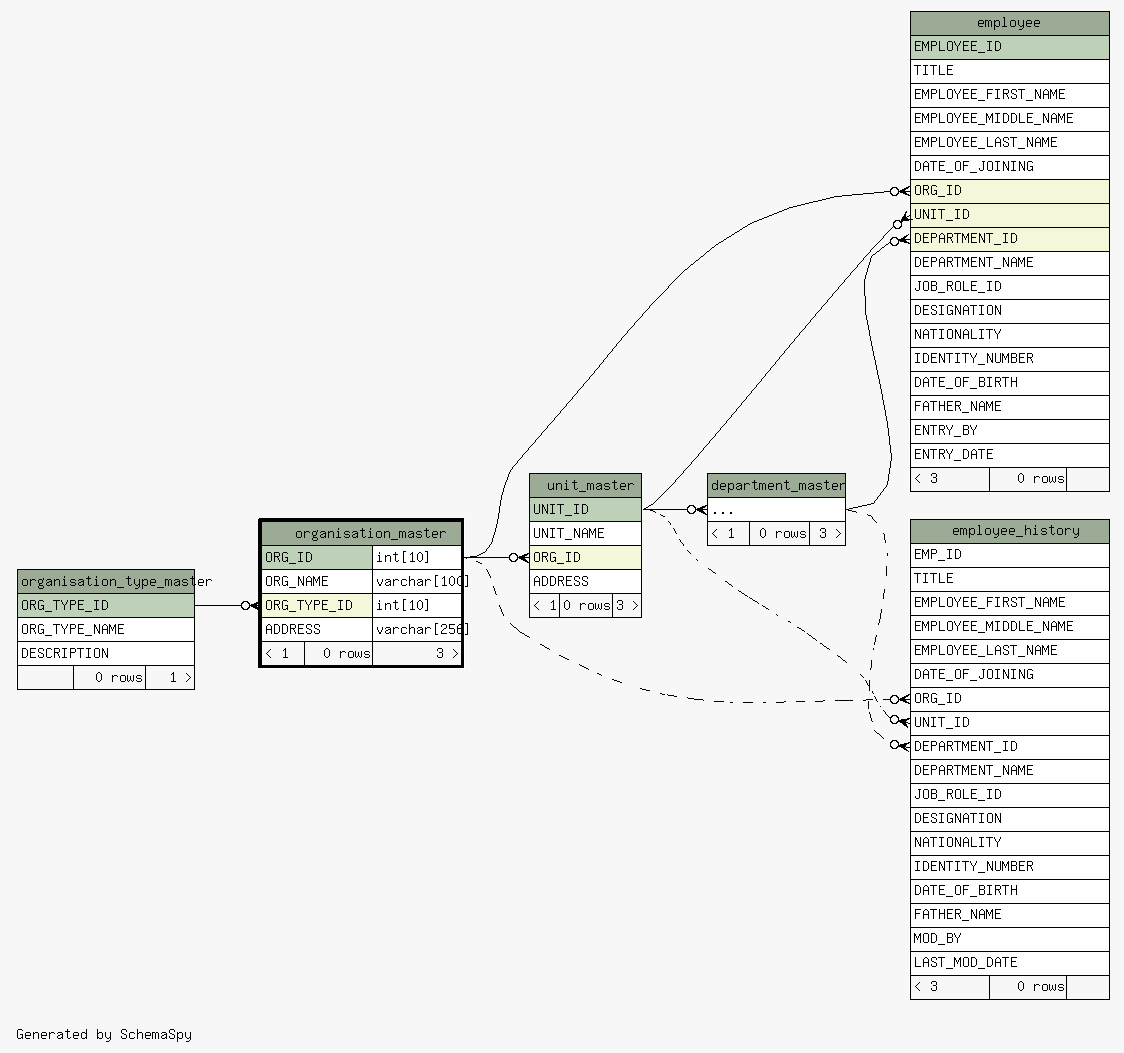 employee
EMPLOYEE_ID
TITLE
EMPLOYEE_FIRST_NAME
EMPLOYEE_MIDDLE_NAME
EMPLOYEE_LAST_NAME
DATE_OF_JOINING
ORG_ID
UNIT_ID
DEPARTMENT_ID
DEPARTMENT_NAME
JOB_ROLE_ID
DESIGNATION
NATIONALITY
IDENTITY_NUMBER
DATE_OF_BIRTH
FATHER_NAME
ENTRY_BY
ENTRY_DATE
< 3 0 rows
organisation_type_master
ORG_TYPE_ID
ORG_TYPE_NAME
DESCRIPTION
0 rows 1 >
organisation_master
ORG_ID int[10]
ORG_NAME varchar[100]
ORG_TYPE_ID int[10]
ADDRESS varchar[256]
< 1 0 rows 3 >
unit_master
UNIT_ID
UNIT_NAME
ORG_ID
ADDRESS
< 1 0 rows 3 >
department_master
...
< 1 0 rows 3 >
employee_history
EMP_ID
TITLE
EMPLOYEE_FIRST_NAME
EMPLOYEE_MIDDLE_NAME
EMPLOYEE_LAST_NAME
DATE_OF_JOINING
ORG_ID
UNIT_ID
DEPARTMENT_ID
DEPARTMENT_NAME
JOB_ROLE_ID
DESIGNATION
NATIONALITY
IDENTITY_NUMBER
DATE_OF_BIRTH
FATHER_NAME
MOD_BY
LAST_MOD_DATE
< 3 0 rows
Generated by SchemaSpy